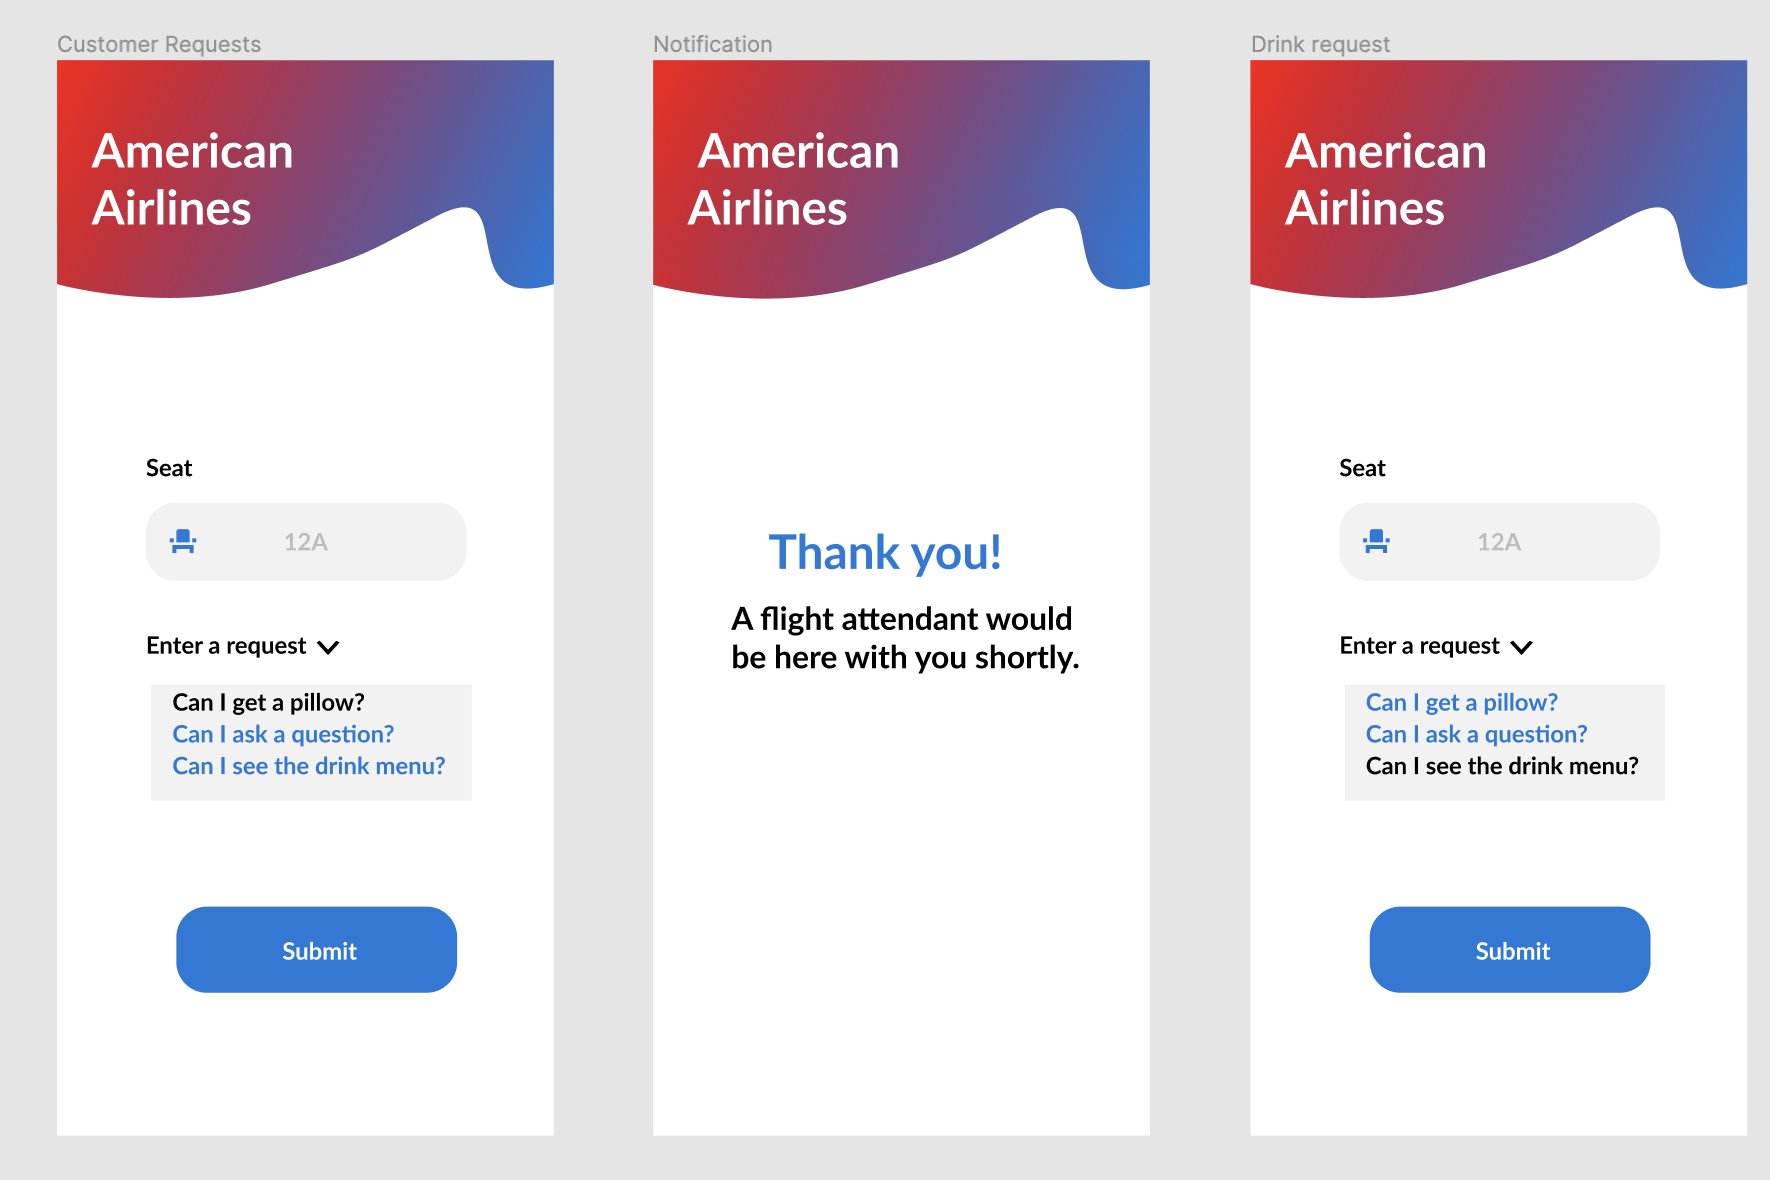 Customer Requests
American
Airlines
Seat
12A
Enter a request
Can I get a pillow?
Can I ask a question?
Can I see the drink menu?
Submit
Notification
American
Airlines
Thank you!
A flight attendant would
be here with you shortly.
Drink request
American
Airlines
Seat
12A
Enter a request
Can I get a pillow?
Can I ask a question?
Can I see the drink menu?
Submit